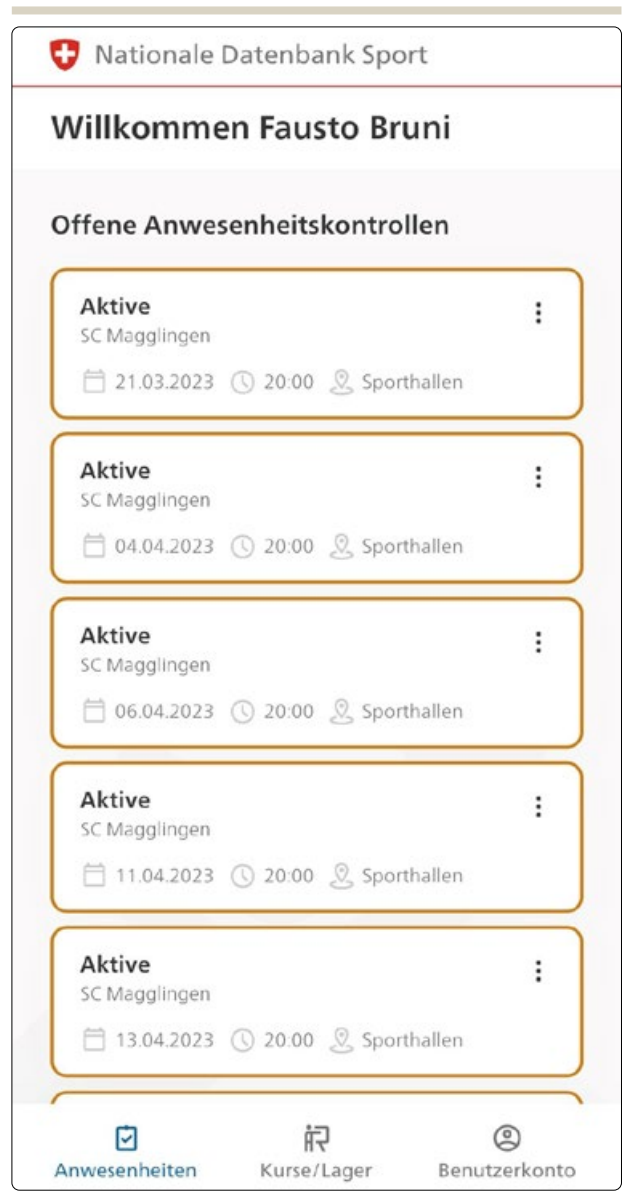 Nationale Datenbank Sport
Willkommen Fausto Bruni
Offene Anwesenheitskontrollen
Aktive
SC Magglingen
21.03.2023 20:00 Sporthallen
Aktive
SC Magglingen
04.04.2023 20:00 Sporthallen
Aktive
SC Magglingen
06.04.2023 20:00 Sporthallen
Aktive
SC Magglingen
11.04.2023 20:00 Sporthallen
Aktive
SC Magglingen
13.04.2023 20:00 Sporthallen
Anwesenheiten Kurse/Lager Benutzerkonto